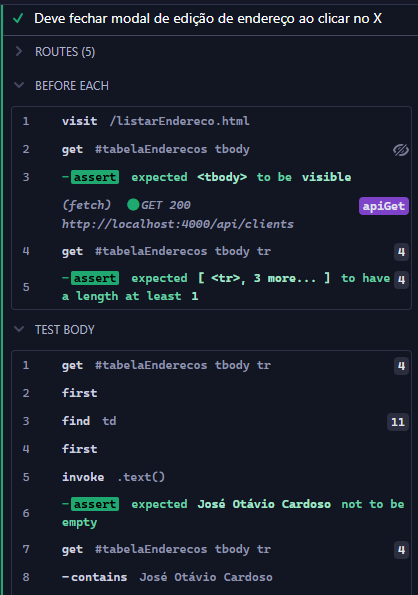 Deve fechar modal de edição de endereço ao clicar no X
ROUTES (5)
BEFORE EACH
1 visit /listarEndereco.html
2 get #tabelaEnderecos tbody
3 -assert expected <tbody> to be visible
(fetch) GET 200 apiGet
http://localhost:4000/api/clients
4 get #tabelaEnderecos tbody tr 4
5 -assert expected [ <tr>, 3 more... ] to have 4
a length at least 1
TEST BODY
1 get #tabelaEnderecos tbody tr 4
2 first
3 find td 11
4 first
5 invoke .text()
6 -assert expected José Otávio Cardoso not to be
empty
7 get #tabelaEnderecos tbody tr 4
8 -contains José Otávio Cardoso